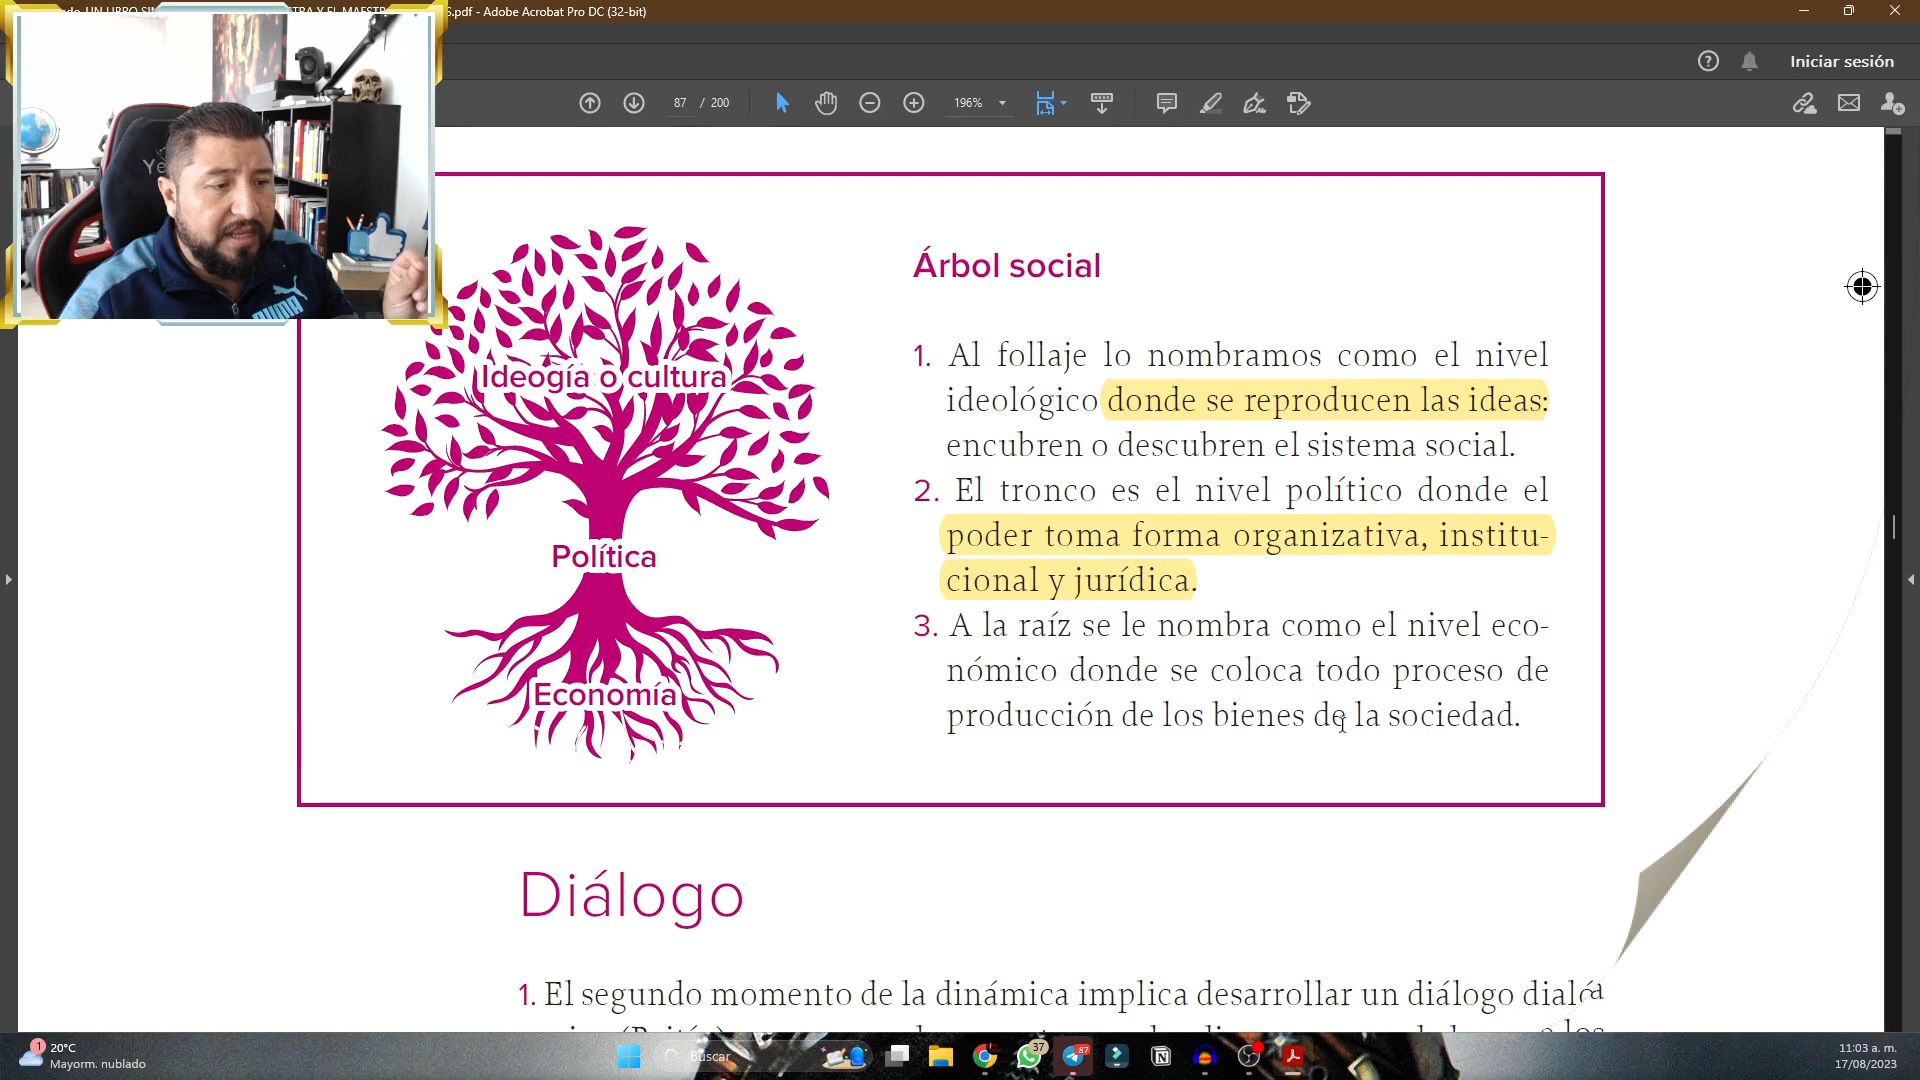 S.pdf - Adobe Acrobat Pro DC (32-bit)
Iniciar sesión
87 / 200
196%
PUMA
Árbol social
1. Al follaje lo nombramos como el nivel
ideológico donde se reproducen las ideas:
encubren o descubren el sistema social.
2. El tronco es el nivel político donde el
poder toma forma organizativa, institu-
cional y jurídica.
3. A la raíz se le nombra como el nivel eco-
nómico donde se coloca todo proceso de
producción de los bienes de la sociedad.
Ideogía o cultura
Política
Economía
Diálogo
1. El segundo momento de la dinámica implica desarrollar un diálogo
1
20°C
Mayorm. nublado
Buscar
37
87
11:03 a. m.
17/08/2023